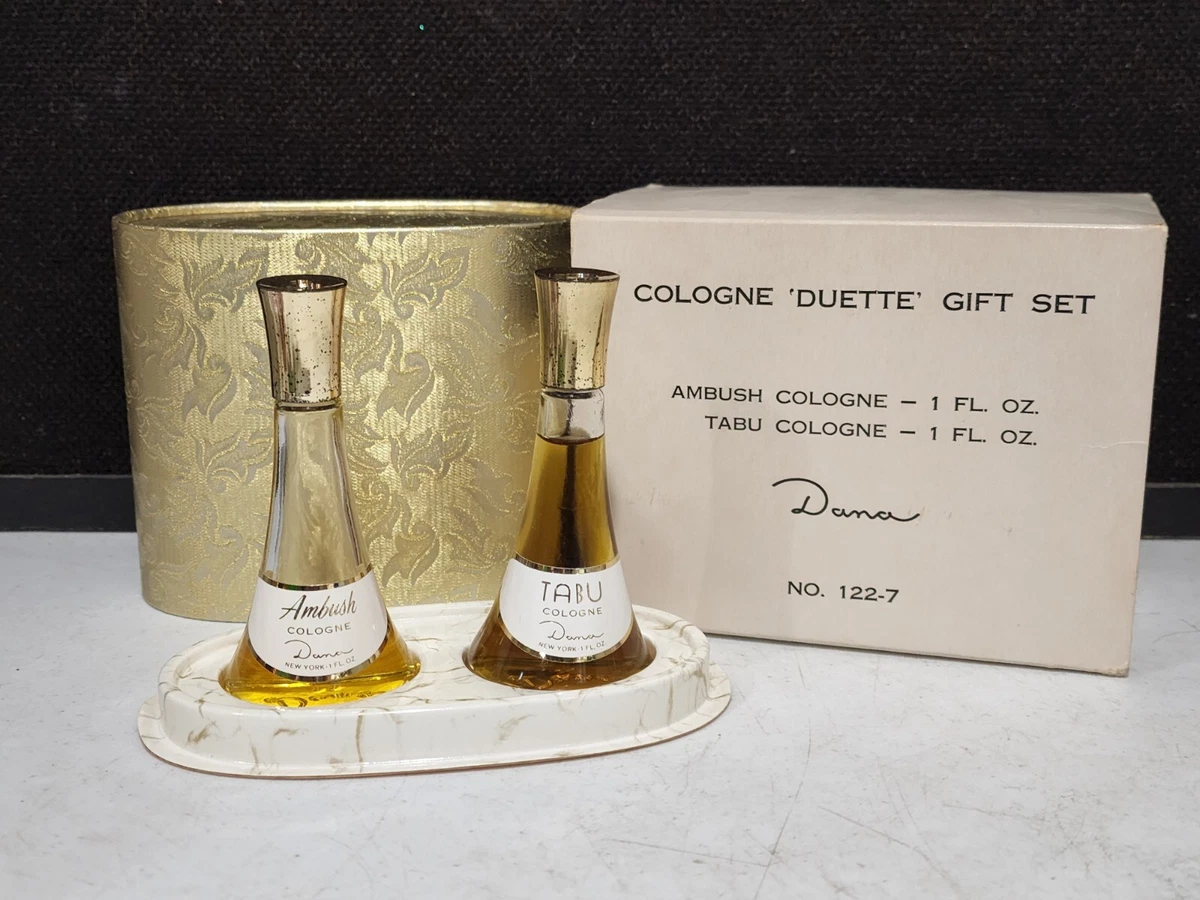 COLOGNE 'DUETTE' GIFT SET
AMBUSH COLOGNE – 1 FL. OZ.
TABU COLOGNE – 1 FL. OZ.
Dana
NO. 122-7
Ambush
COLOGNE
Dana
NEW YORK·1 FL.OZ
TABU
COLOGNE
Dana
NEW YORK·1 FL.OZ